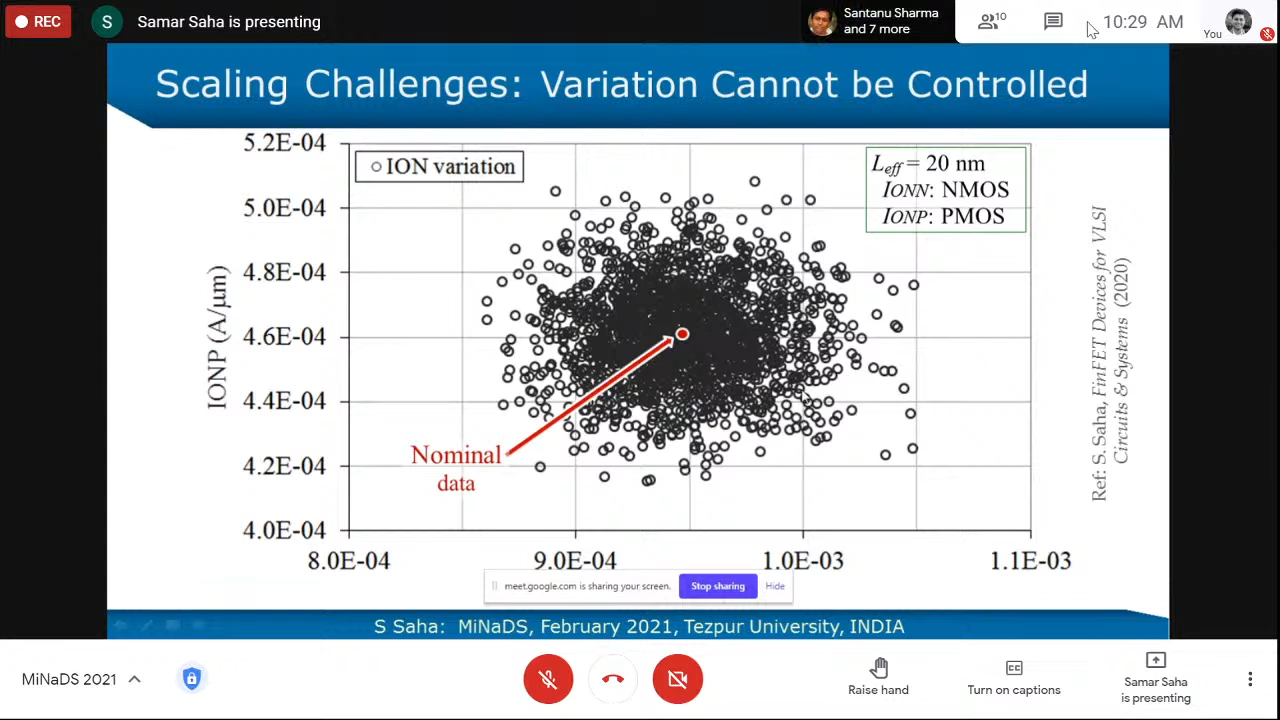 REC
S
Samar Saha is presenting
Santanu Sharma
and 7 more
10
10:29 AM
You
Scaling Challenges: Variation Cannot be Controlled
5.2E-04
5.0E-04
4.8E-04
4.6E-04
4.4E-04
4.2E-04
4.0E-04
IONP (A/μm)
ION variation
Leff = 20 nm
IONN: NMOS
IONP: PMOS
Nominal
data
8.0E-04 9.0E-04 1.0E-03 1.1E-03
Ref: S. Saha, FinFET Devices for VLSI
Circuits & Systems (2020)
meet.google.com is sharing your screen. Stop sharing Hide
S Saha: MiNaDS, February 2021, Tezpur University, INDIA
MiNaDS 2021
Raise hand
CC
Turn on captions
Samar Saha
is presenting